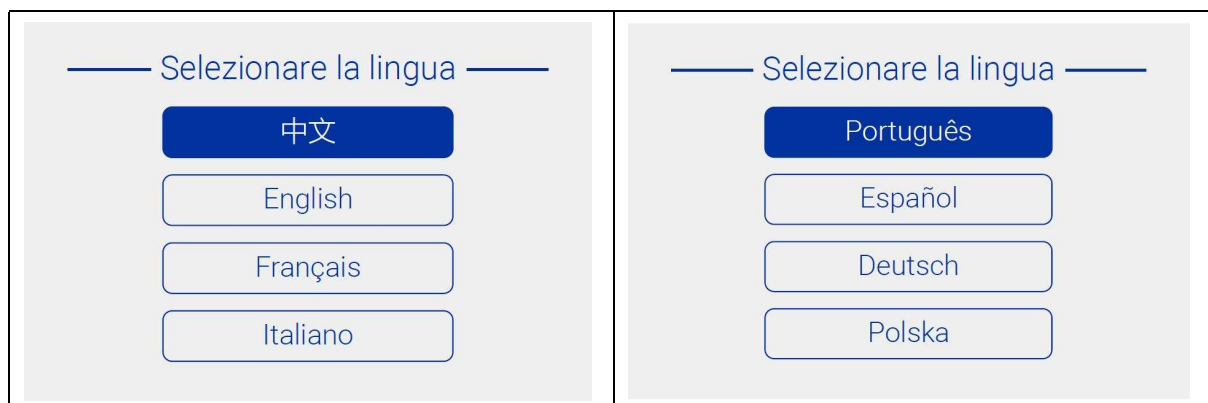 Selezionare la lingua
中文
English
Français
Italiano
Selezionare la lingua
Português
Español
Deutsch
Polska